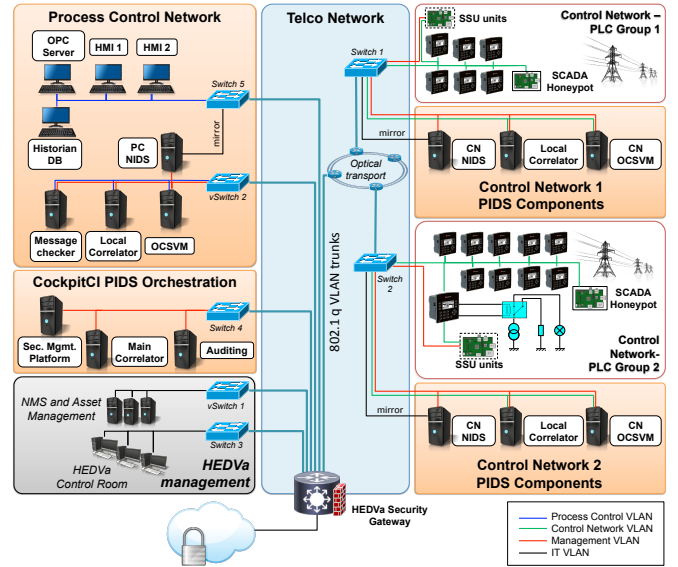 Process Control Network
OPC
Server
HMI 1
HMI 2
Switch 5
Historian
DB
PC
NIDS
mirror
vSwitch 2
Message
checker
Local
Correlator
OCSVM
CockpitCI PIDS Orchestration
Switch 4
Sec. Mgmt.
Platform
Main
Correlator
Auditing
NMS and Asset
Management
vSwitch 1
Switch 3
HEDVa
Control Room
HEDVa
management
Telco Network
Switch 1
Optical
transport
802.1 q VLAN trunks
Switch
2
HEDVa Security
Gateway
SSU units
Control Network –
PLC Group 1
SCADA
Honeypot
mirror
CN
NIDS
Local
Correlator
CN
OCSVM
Control Network 1
PIDS Components
SCADA
Honeypot
SSU units
Control
Network-
PLC Group 2
mirror
CN
NIDS
Local
Correlator
CN
OCSVM
Control Network 2
PIDS Components
Process Control VLAN
Control Network VLAN
Management VLAN
IT VLAN